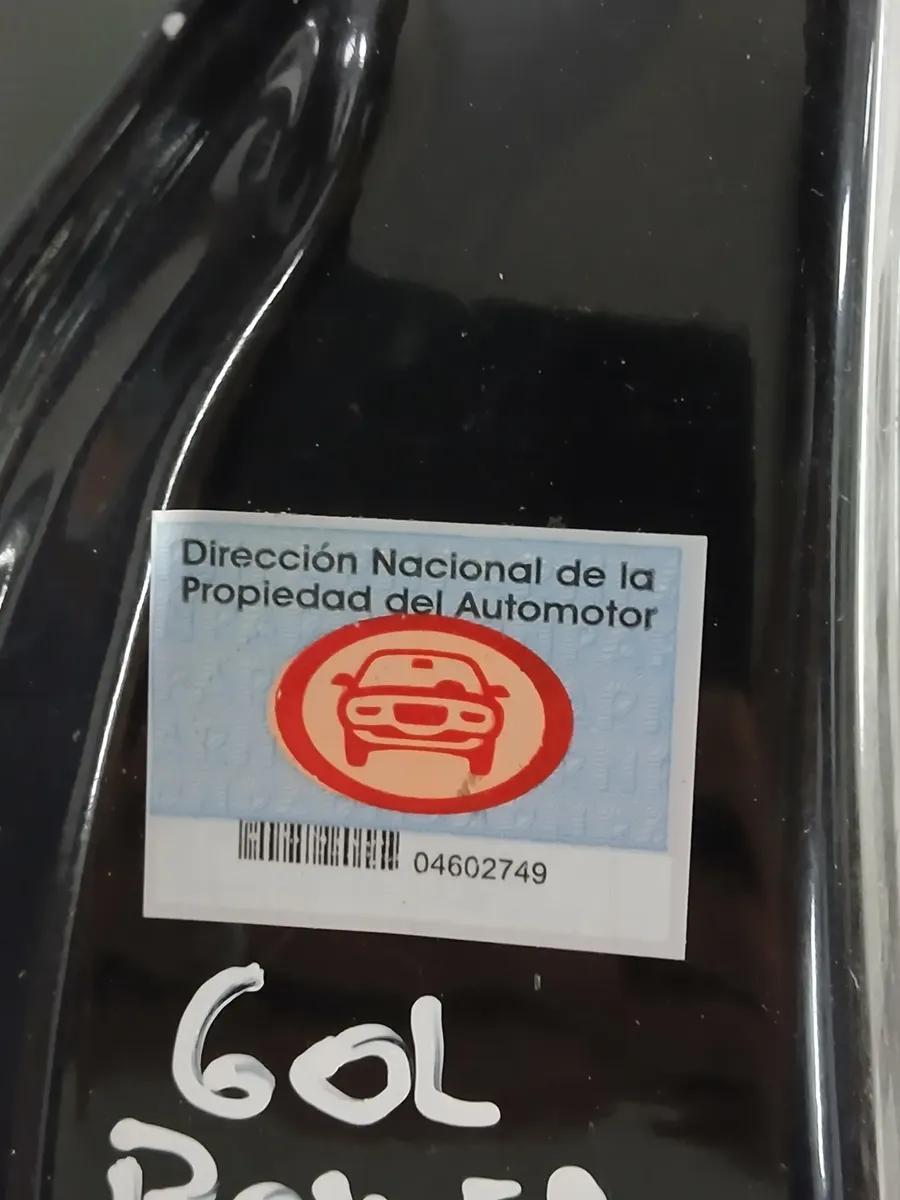 Dirección Nacional de la
Propiedad del Automotor
04602749
GOL